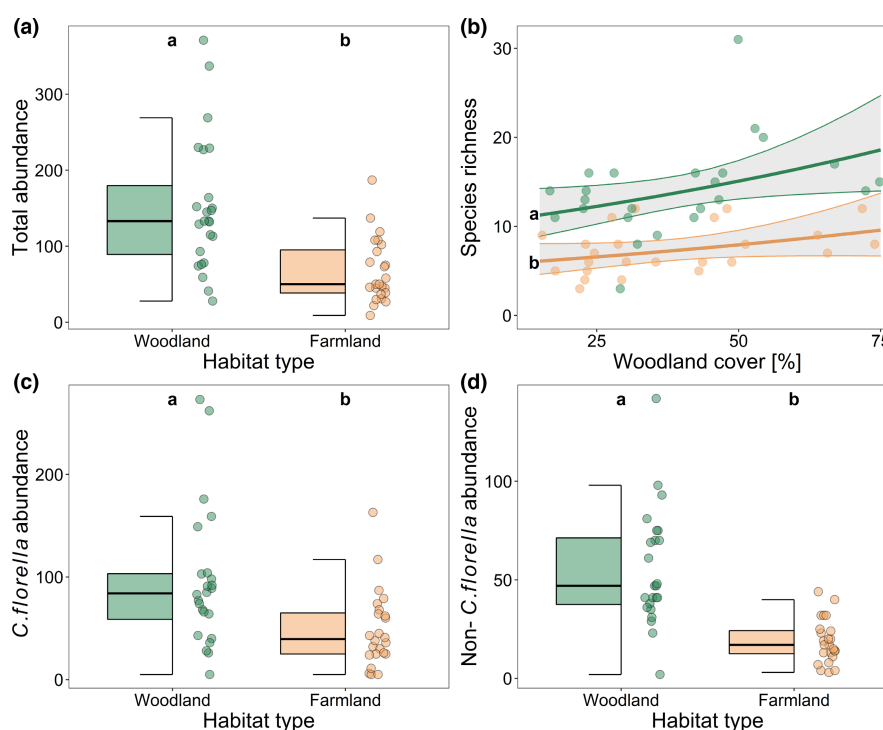 (a)
a
b
Total abundance
300
200
100
0
Woodland
Farmland
Habitat type
(b)
Species richness
30
20
10
0
a
b
25
50
75
Woodland cover [%]
(c)
a
b
C.florella abundance
200
100
0
Woodland
Farmland
Habitat type
(d)
a
b
Non- C.florella abundance
100
50
0
Woodland
Farmland
Habitat type